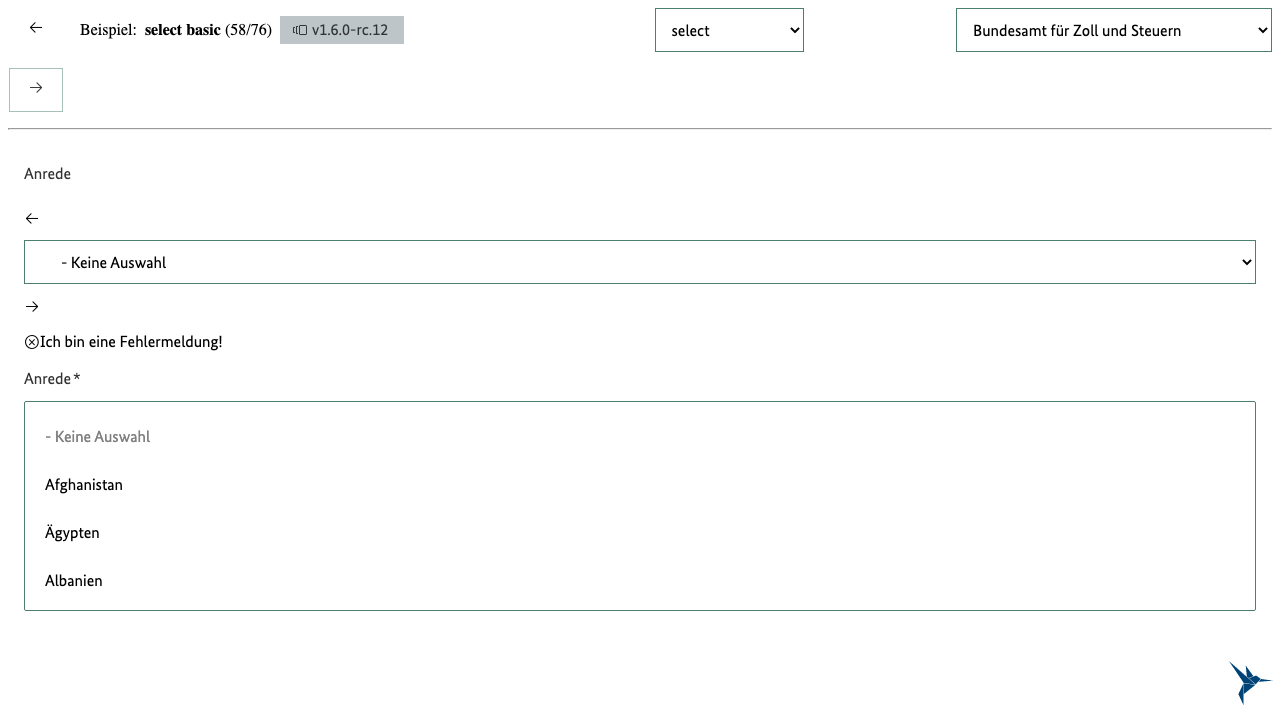 Beispiel: select basic (58/76) v1.6.0-rc.12 select Bundesamt für Zoll und Steuern
Anrede
- Keine Auswahl
Ich bin eine Fehlermeldung!
Anrede*
- Keine Auswahl
Afghanistan
Ägypten
Albanien